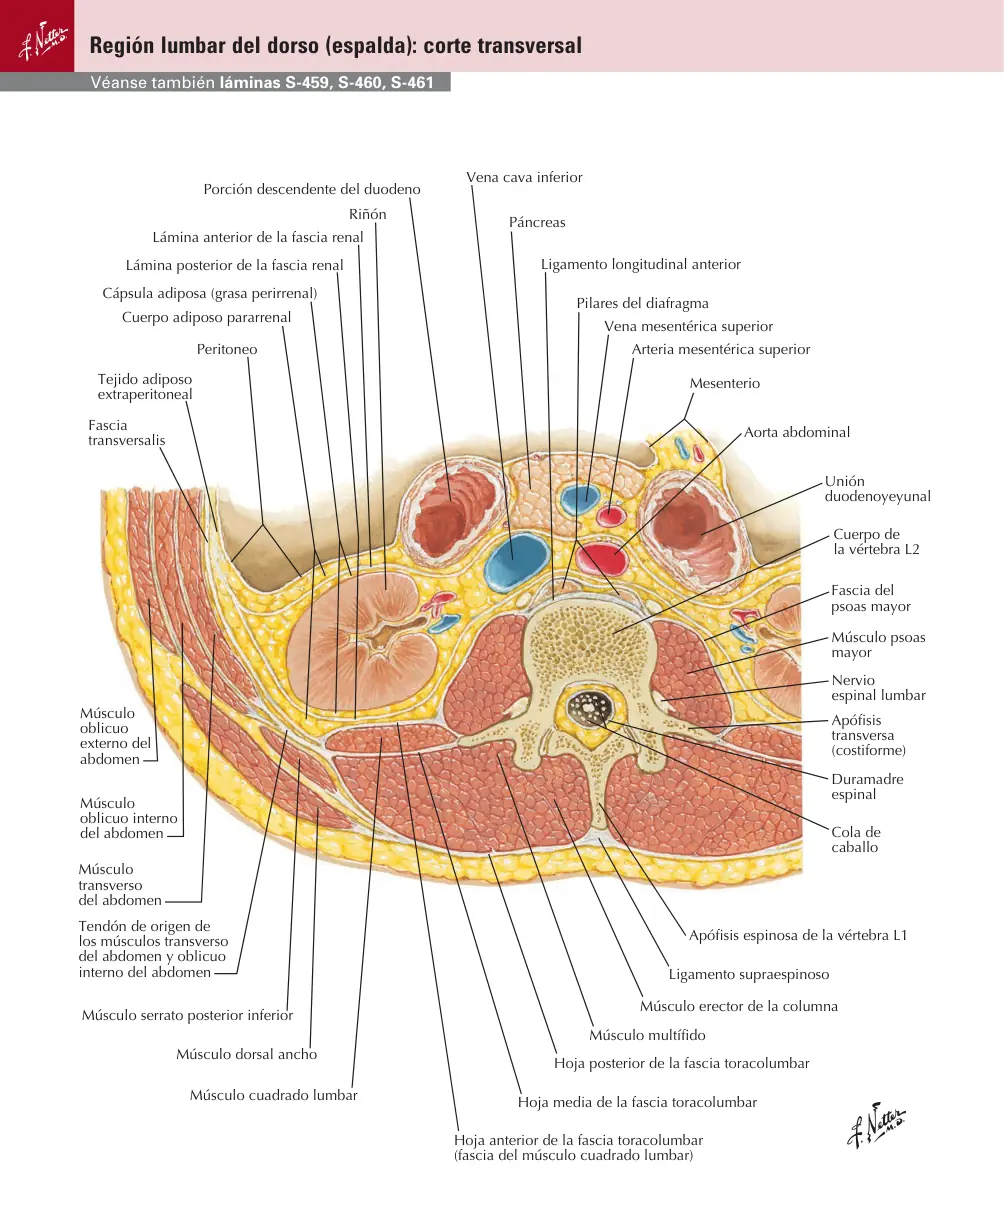 F. Netter M.D.
Región lumbar del dorso (espalda): corte transversal
Véanse también láminas S-459, S-460, S-461
Vena cava inferior
Porción descendente del duodeno
Riñón
Páncreas
Lámina anterior de la fascia renal
Lámina posterior de la fascia renal
Ligamento longitudinal anterior
Cápsula adiposa (grasa perirrenal)
Pilares del diafragma
Cuerpo adiposo pararrenal
Vena mesentérica superior
Peritoneo
Arteria mesentérica superior
Tejido adiposo
extraperitoneal
Mesenterio
Fascia
transversalis
Aorta abdominal
Unión
duodenoyeyunal
Cuerpo de
la vértebra L2
Fascia del
psoas mayor
Músculo psoas
mayor
Nervio
espinal lumbar
Apófisis
transversa
(costiforme)
Duramadre
espinal
Cola de
caballo
Músculo
oblicuo
externo del
abdomen
Músculo
oblicuo interno
del abdomen
Músculo
transverso
del abdomen
Tendón de origen de
los músculos transverso
del abdomen y oblicuo
interno del abdomen
Apófisis espinosa de la vértebra L1
Ligamento supraespinoso
Músculo erector de la columna
Músculo serrato posterior inferior
Músculo multífido
Músculo dorsal ancho
Hoja posterior de la fascia toracolumbar
Músculo cuadrado lumbar
Hoja media de la fascia toracolumbar
Hoja anterior de la fascia toracolumbar
(fascia del músculo cuadrado lumbar)
F. Netter M.D.